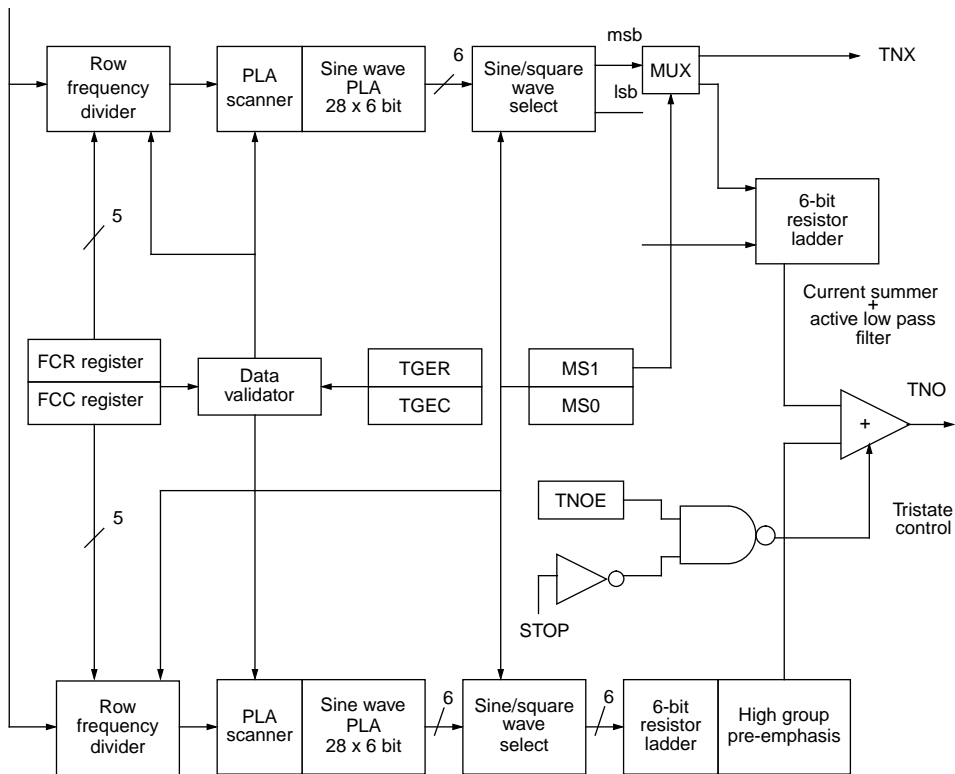 msb
TNX
Row
frequency
divider
PLA
scanner
Sine wave
PLA
28 x 6 bit
6
Sine/square
wave
select
MUX
lsb
5
6-bit
resistor
ladder
Current summer
+
active low pass
filter
FCR register
FCC register
Data
validator
TGER
TGEC
MS1
MS0
TNO
+
5
TNOE
Tristate
control
STOP
Row
frequency
divider
PLA
scanner
Sine wave
PLA
28 x 6 bit
6
Sine/square
wave
select
6
6-bit
resistor
ladder
High group
pre-emphasis